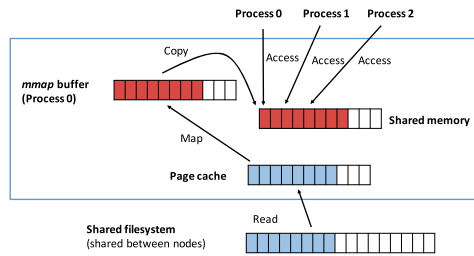 Process 0 Process 1 Process 2
Copy
Access Access Access
mmap buffer
(Process 0)
Shared memory
Map
Page cache
Read
Shared filesystem
(shared between nodes)